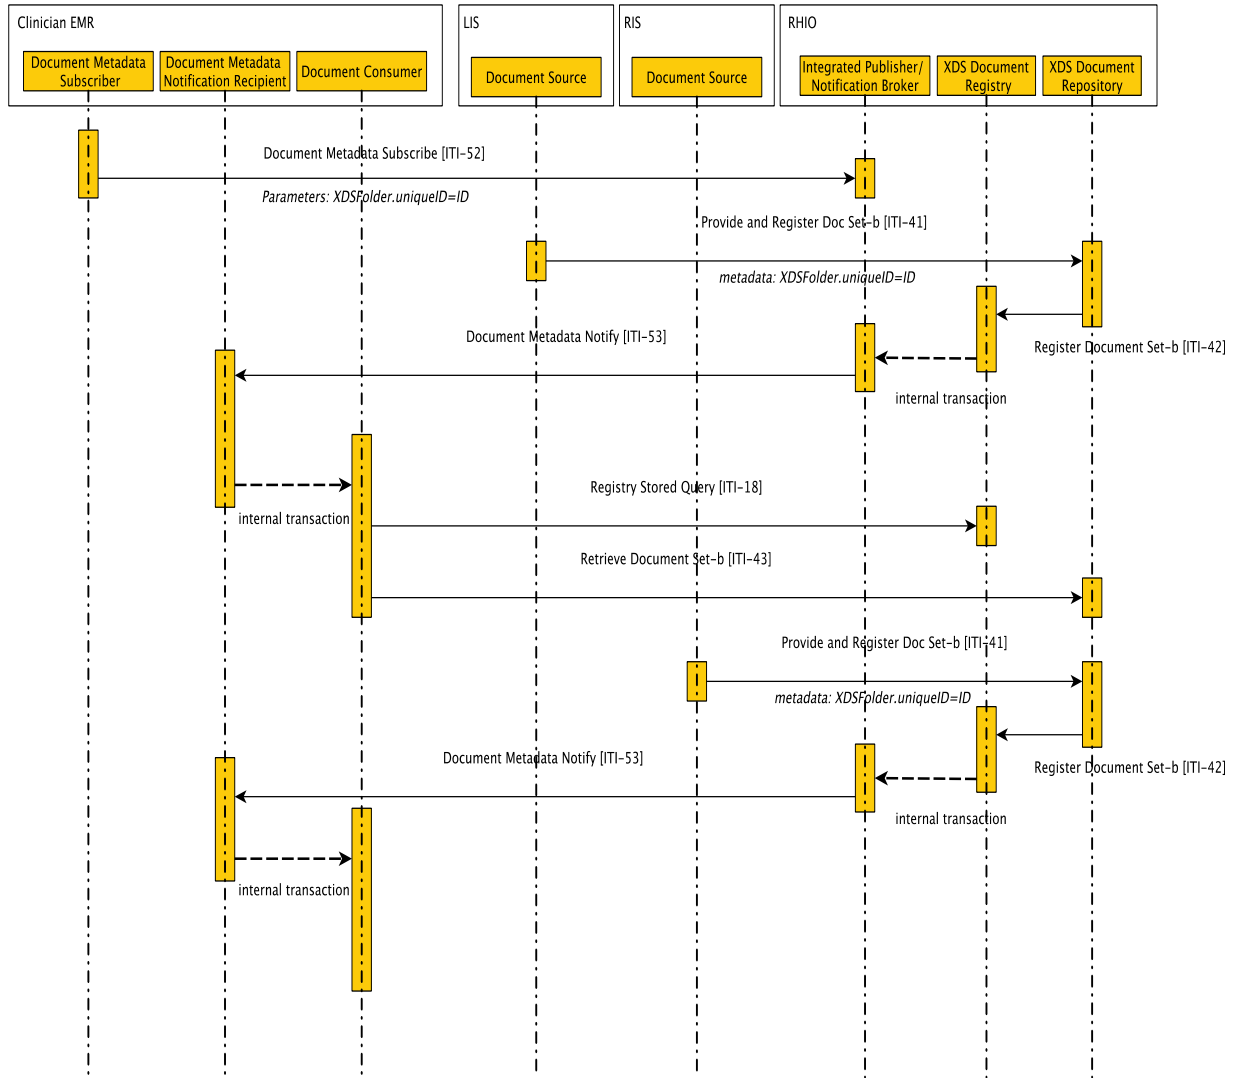 Clinician EMR
LIS
RIS
RHIO
Document Metadata
Subscriber
Document Metadata
Notification Recipient
Document Consumer
Document Source
Document Source
Integrated Publisher/
Notification Broker
XDS Document
Registry
XDS Document
Repository
Document Metadata Subscribe [ITI-52]
Parameters: XDSFolder.uniqueID=ID
Provide and Register Doc Set-b [ITI-41]
metadata: XDSFolder.uniqueID=ID
Document Metadata Notify [ITI-53]
Register Document Set-b [ITI-42]
internal transaction
Registry Stored Query [ITI-18]
internal transaction
Retrieve Document Set-b [ITI-43]
Provide and Register Doc Set-b [ITI-41]
metadata: XDSFolder.uniqueID=ID
Document Metadata Notify [ITI-53]
Register Document Set-b [ITI-42]
internal transaction
internal transaction